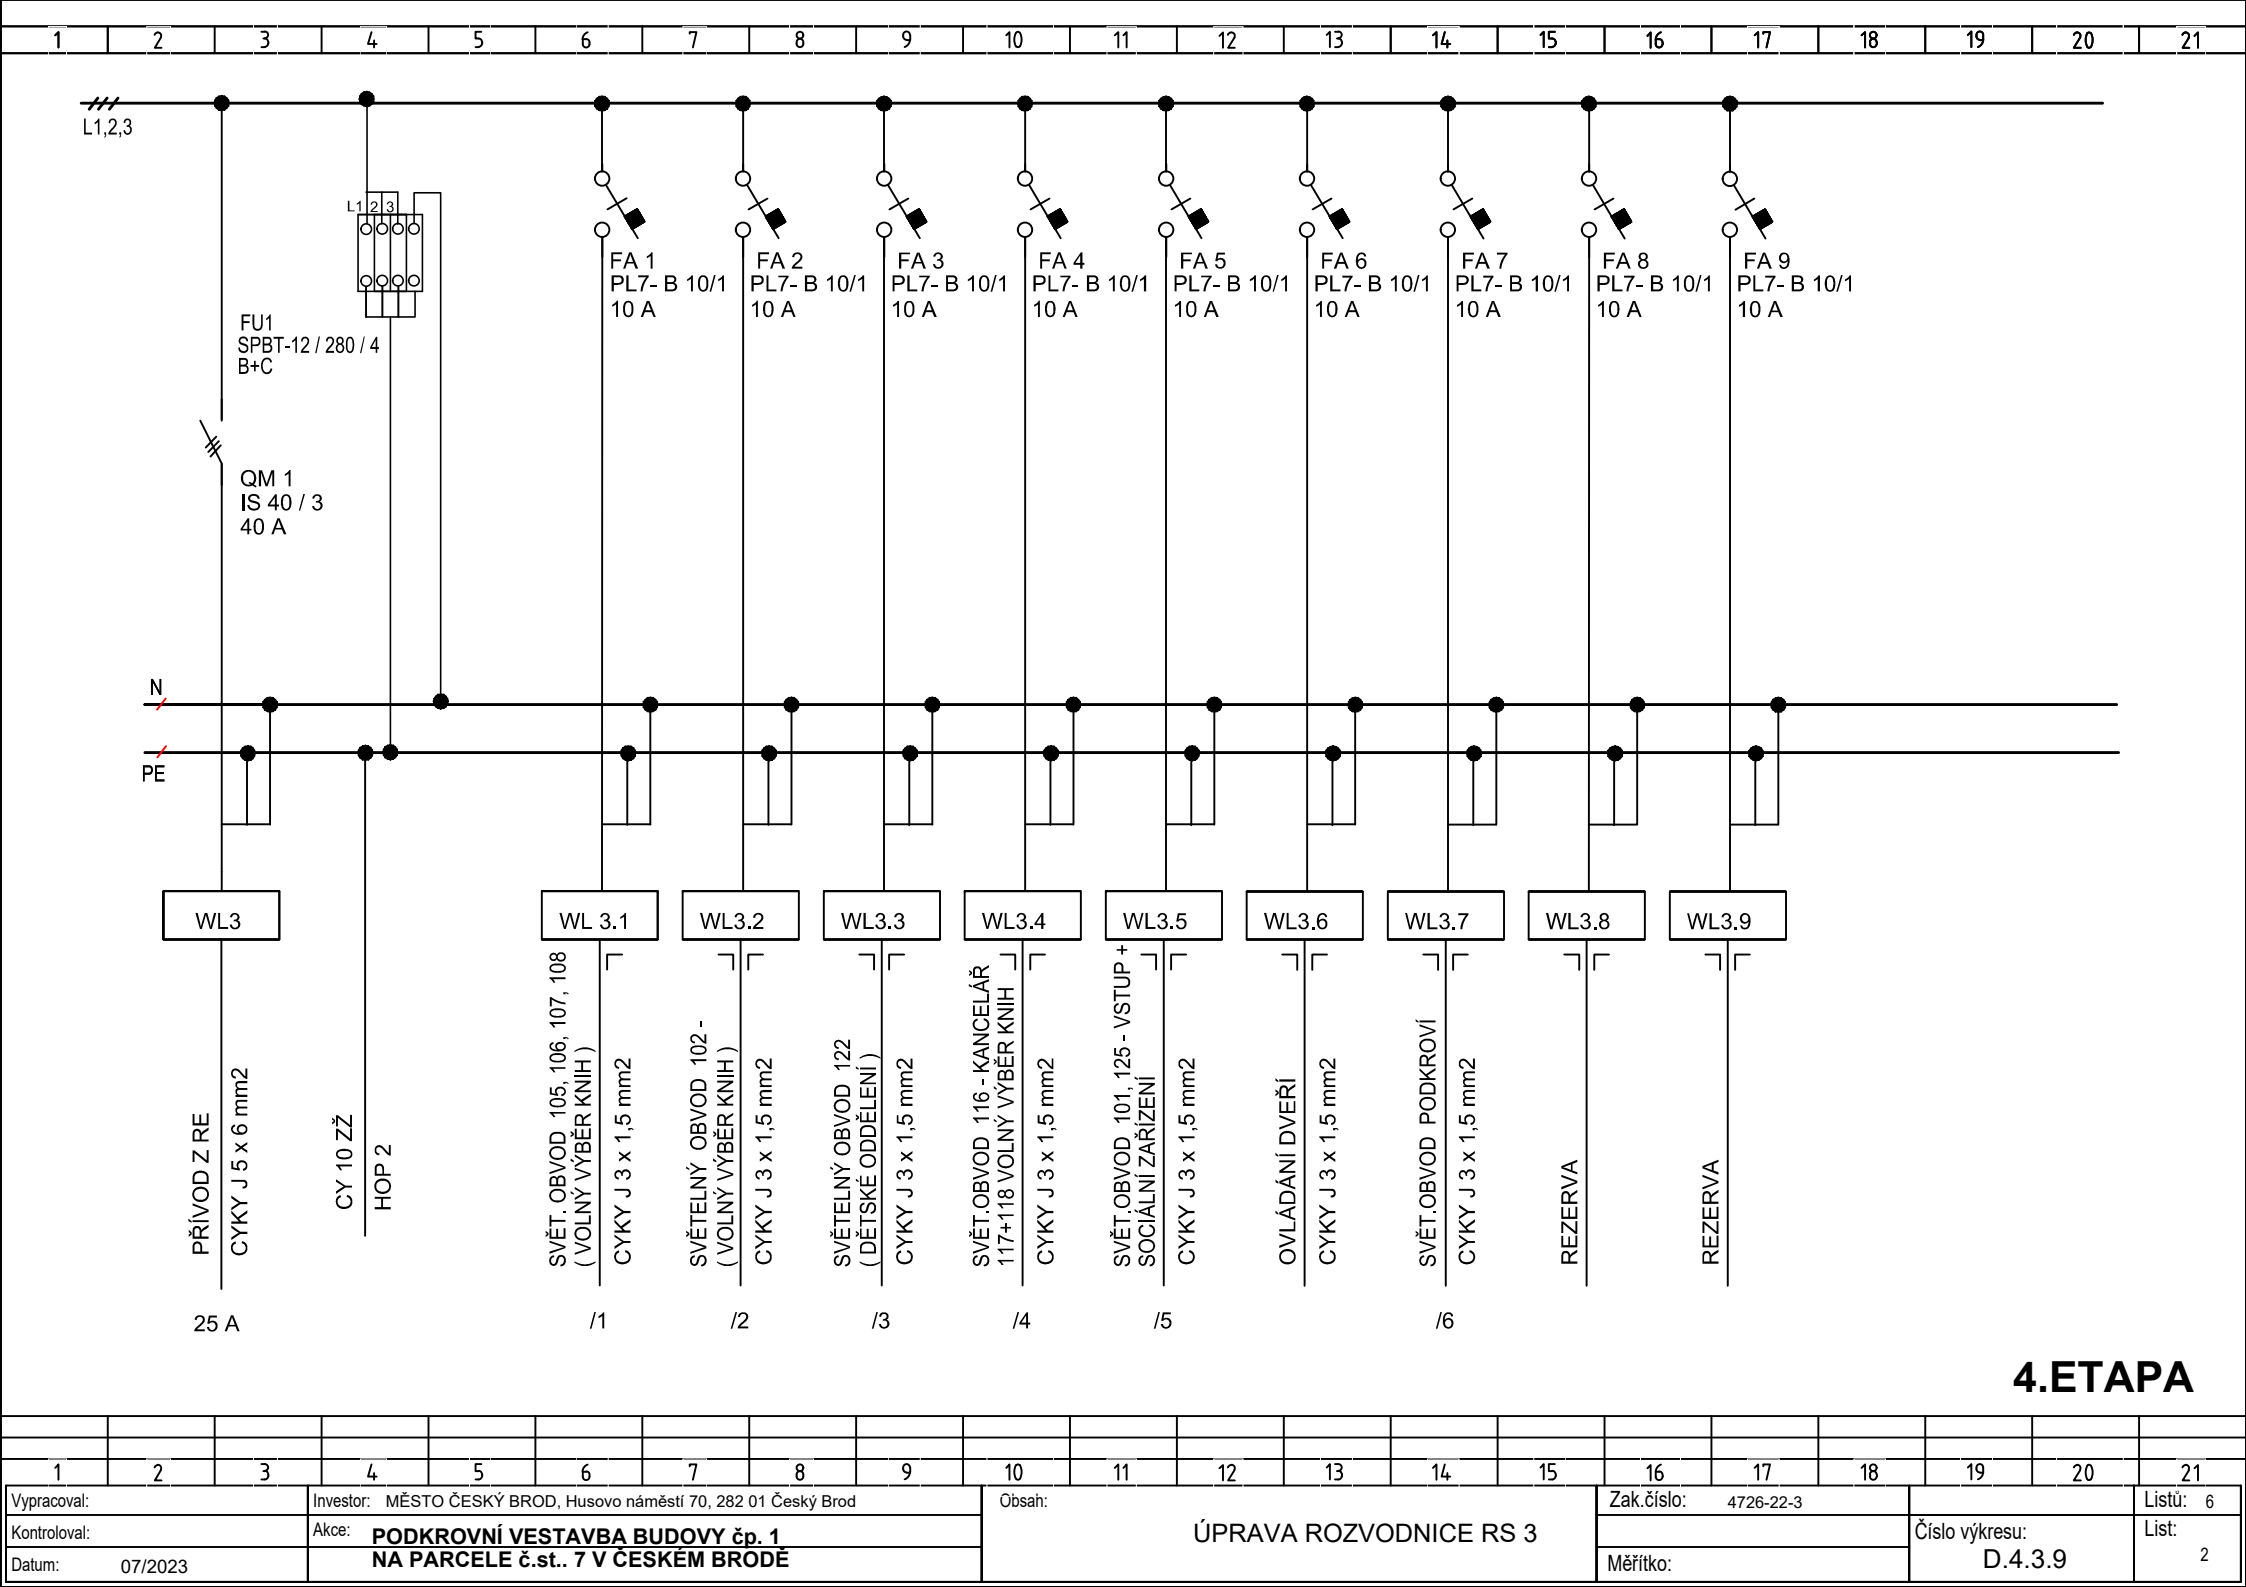 1 2 3 4 5 6 7 8 9 10 11 12 13 14 15 16 17 18 19 20 21
L1,2,3
L1 2 3
FU1
SPBT-12 / 280 / 4
B+C
QM 1
IS 40 / 3
40 A
FA 1
PL7- B 10/1
10 A
FA 2
PL7- B 10/1
10 A
FA 3
PL7- B 10/1
10 A
FA 4
PL7- B 10/1
10 A
FA 5
PL7- B 10/1
10 A
FA 6
PL7- B 10/1
10 A
FA 7
PL7- B 10/1
10 A
FA 8
PL7- B 10/1
10 A
FA 9
PL7- B 10/1
10 A
N
PE
WL3
WL 3.1
WL3.2
WL3.3
WL3.4
WL3.5
WL3.6
WL3.7
WL3.8
WL3.9
PŘÍVOD Z RE
CYKY J 5 x 6 mm2
25 A
CY 10 ZŽ
HOP 2
SVĚT. OBVOD 105, 106, 107, 108
( VOLNÝ VÝBĚR KNIH )
CYKY J 3 x 1,5 mm2
/1
SVĚTELNÝ OBVOD 102 -
( VOLNÝ VÝBĚR KNIH )
CYKY J 3 x 1,5 mm2
/2
SVĚTELNÝ OBVOD 122
( DĚTSKÉ ODDĚLENÍ )
CYKY J 3 x 1,5 mm2
/3
SVĚT.OBVOD 116 - KANCELÁŘ
117+118 VOLNÝ VÝBĚR KNIH
CYKY J 3 x 1,5 mm2
/4
SVĚT.OBVOD 101, 125 - VSTUP +
SOCIÁLNÍ ZAŘÍZENÍ
CYKY J 3 x 1,5 mm2
/5
OVLÁDÁNÍ DVEŘÍ
CYKY J 3 x 1,5 mm2
SVĚT.OBVOD PODKROVÍ
CYKY J 3 x 1,5 mm2
/6
REZERVA
REZERVA
4.ETAPA
1 2 3 4 5 6 7 8 9 10 11 12 13 14 15 16 17 18 19 20 21
Vypracoval:
Kontroloval:
Datum: 07/2023
Investor: MĚSTO ČESKÝ BROD, Husovo náměstí 70, 282 01 Český Brod
Akce: PODKROVNÍ VESTAVBA BUDOVY čp. 1
NA PARCELE č.st.. 7 V ČESKÉM BRODĚ
Obsah:
ÚPRAVA ROZVODNICE RS 3
Zak.číslo: 4726-22-3
Měřítko:
Číslo výkresu:
D.4.3.9
Listů: 6
List:
2